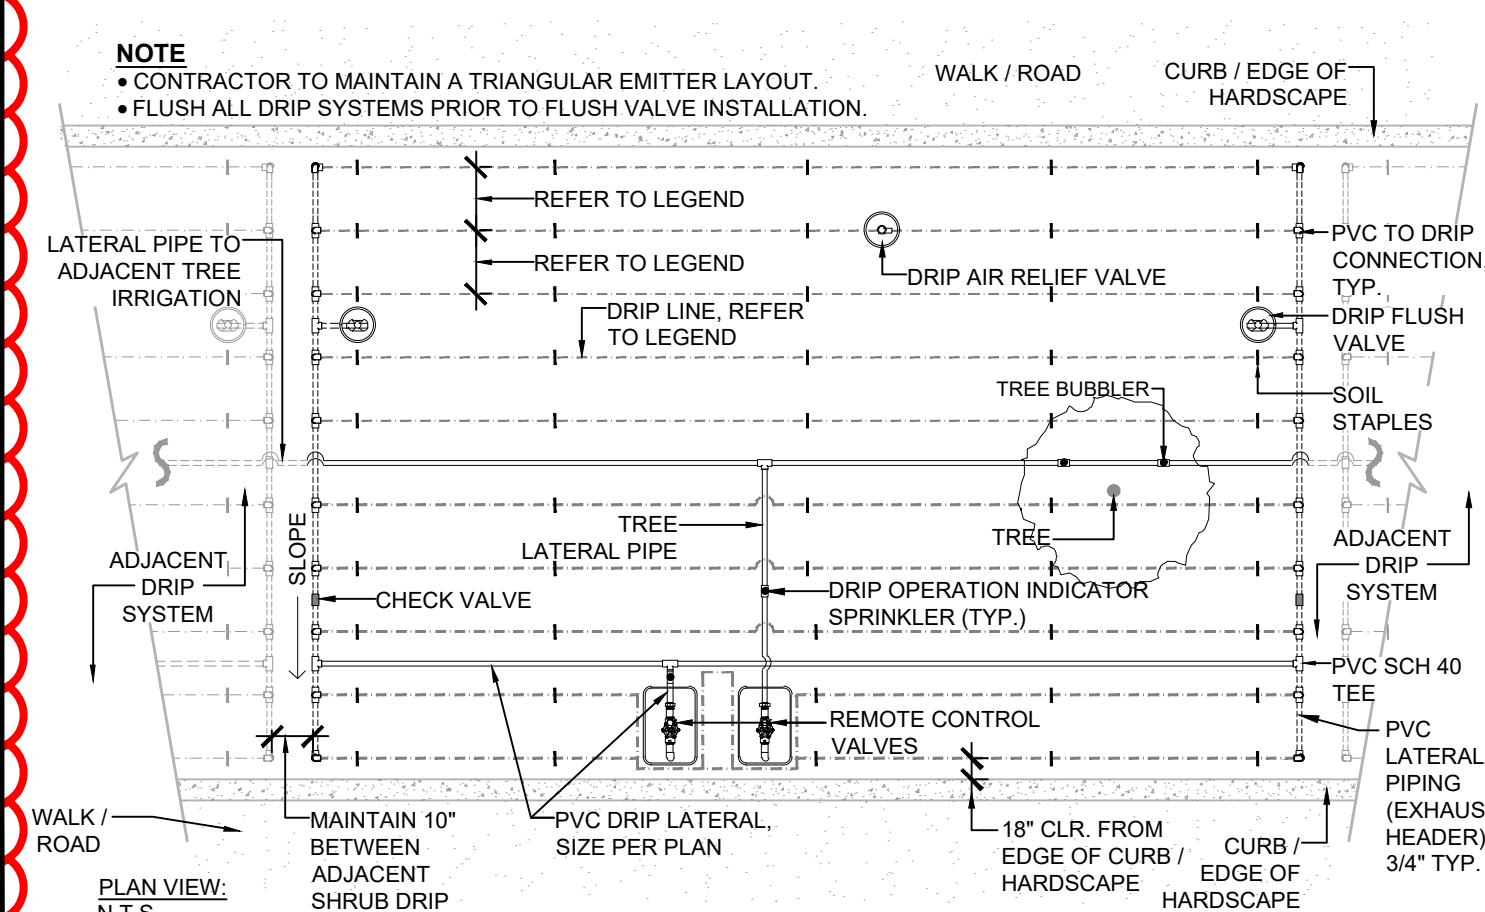 NOTE
• CONTRACTOR TO MAINTAIN A TRIANGULAR EMITTER LAYOUT.
• FLUSH ALL DRIP SYSTEMS PRIOR TO FLUSH VALVE INSTALLATION.
WALK / ROAD
CURB / EDGE OF
HARDSCAPE
REFER TO LEGEND
REFER TO LEGEND
LATERAL PIPE TO
ADJACENT TREE
IRRIGATION
DRIP AIR RELIEF VALVE
PVC TO DRIP
CONNECTION,
TYP.
DRIP LINE, REFER
TO LEGEND
DRIP FLUSH
VALVE
TREE BUBBLER
SOIL
STAPLES
SLOPE
TREE
LATERAL PIPE
TREE
ADJACENT
DRIP
SYSTEM
ADJACENT
DRIP
SYSTEM
CHECK VALVE
DRIP OPERATION INDICATOR
SPRINKLER (TYP.)
PVC SCH 40
TEE
REMOTE CONTROL
VALVES
PVC
LATERAL
PIPING
(EXHAUS
HEADER)
3/4" TYP.
WALK /
ROAD
MAINTAIN 10"
BETWEEN
ADJACENT
SHRUB DRIP
PVC DRIP LATERAL,
SIZE PER PLAN
18" CLR. FROM
EDGE OF CURB /
HARDSCAPE
CURB /
EDGE OF
HARDSCAPE
PLAN VIEW:
N.T.S.